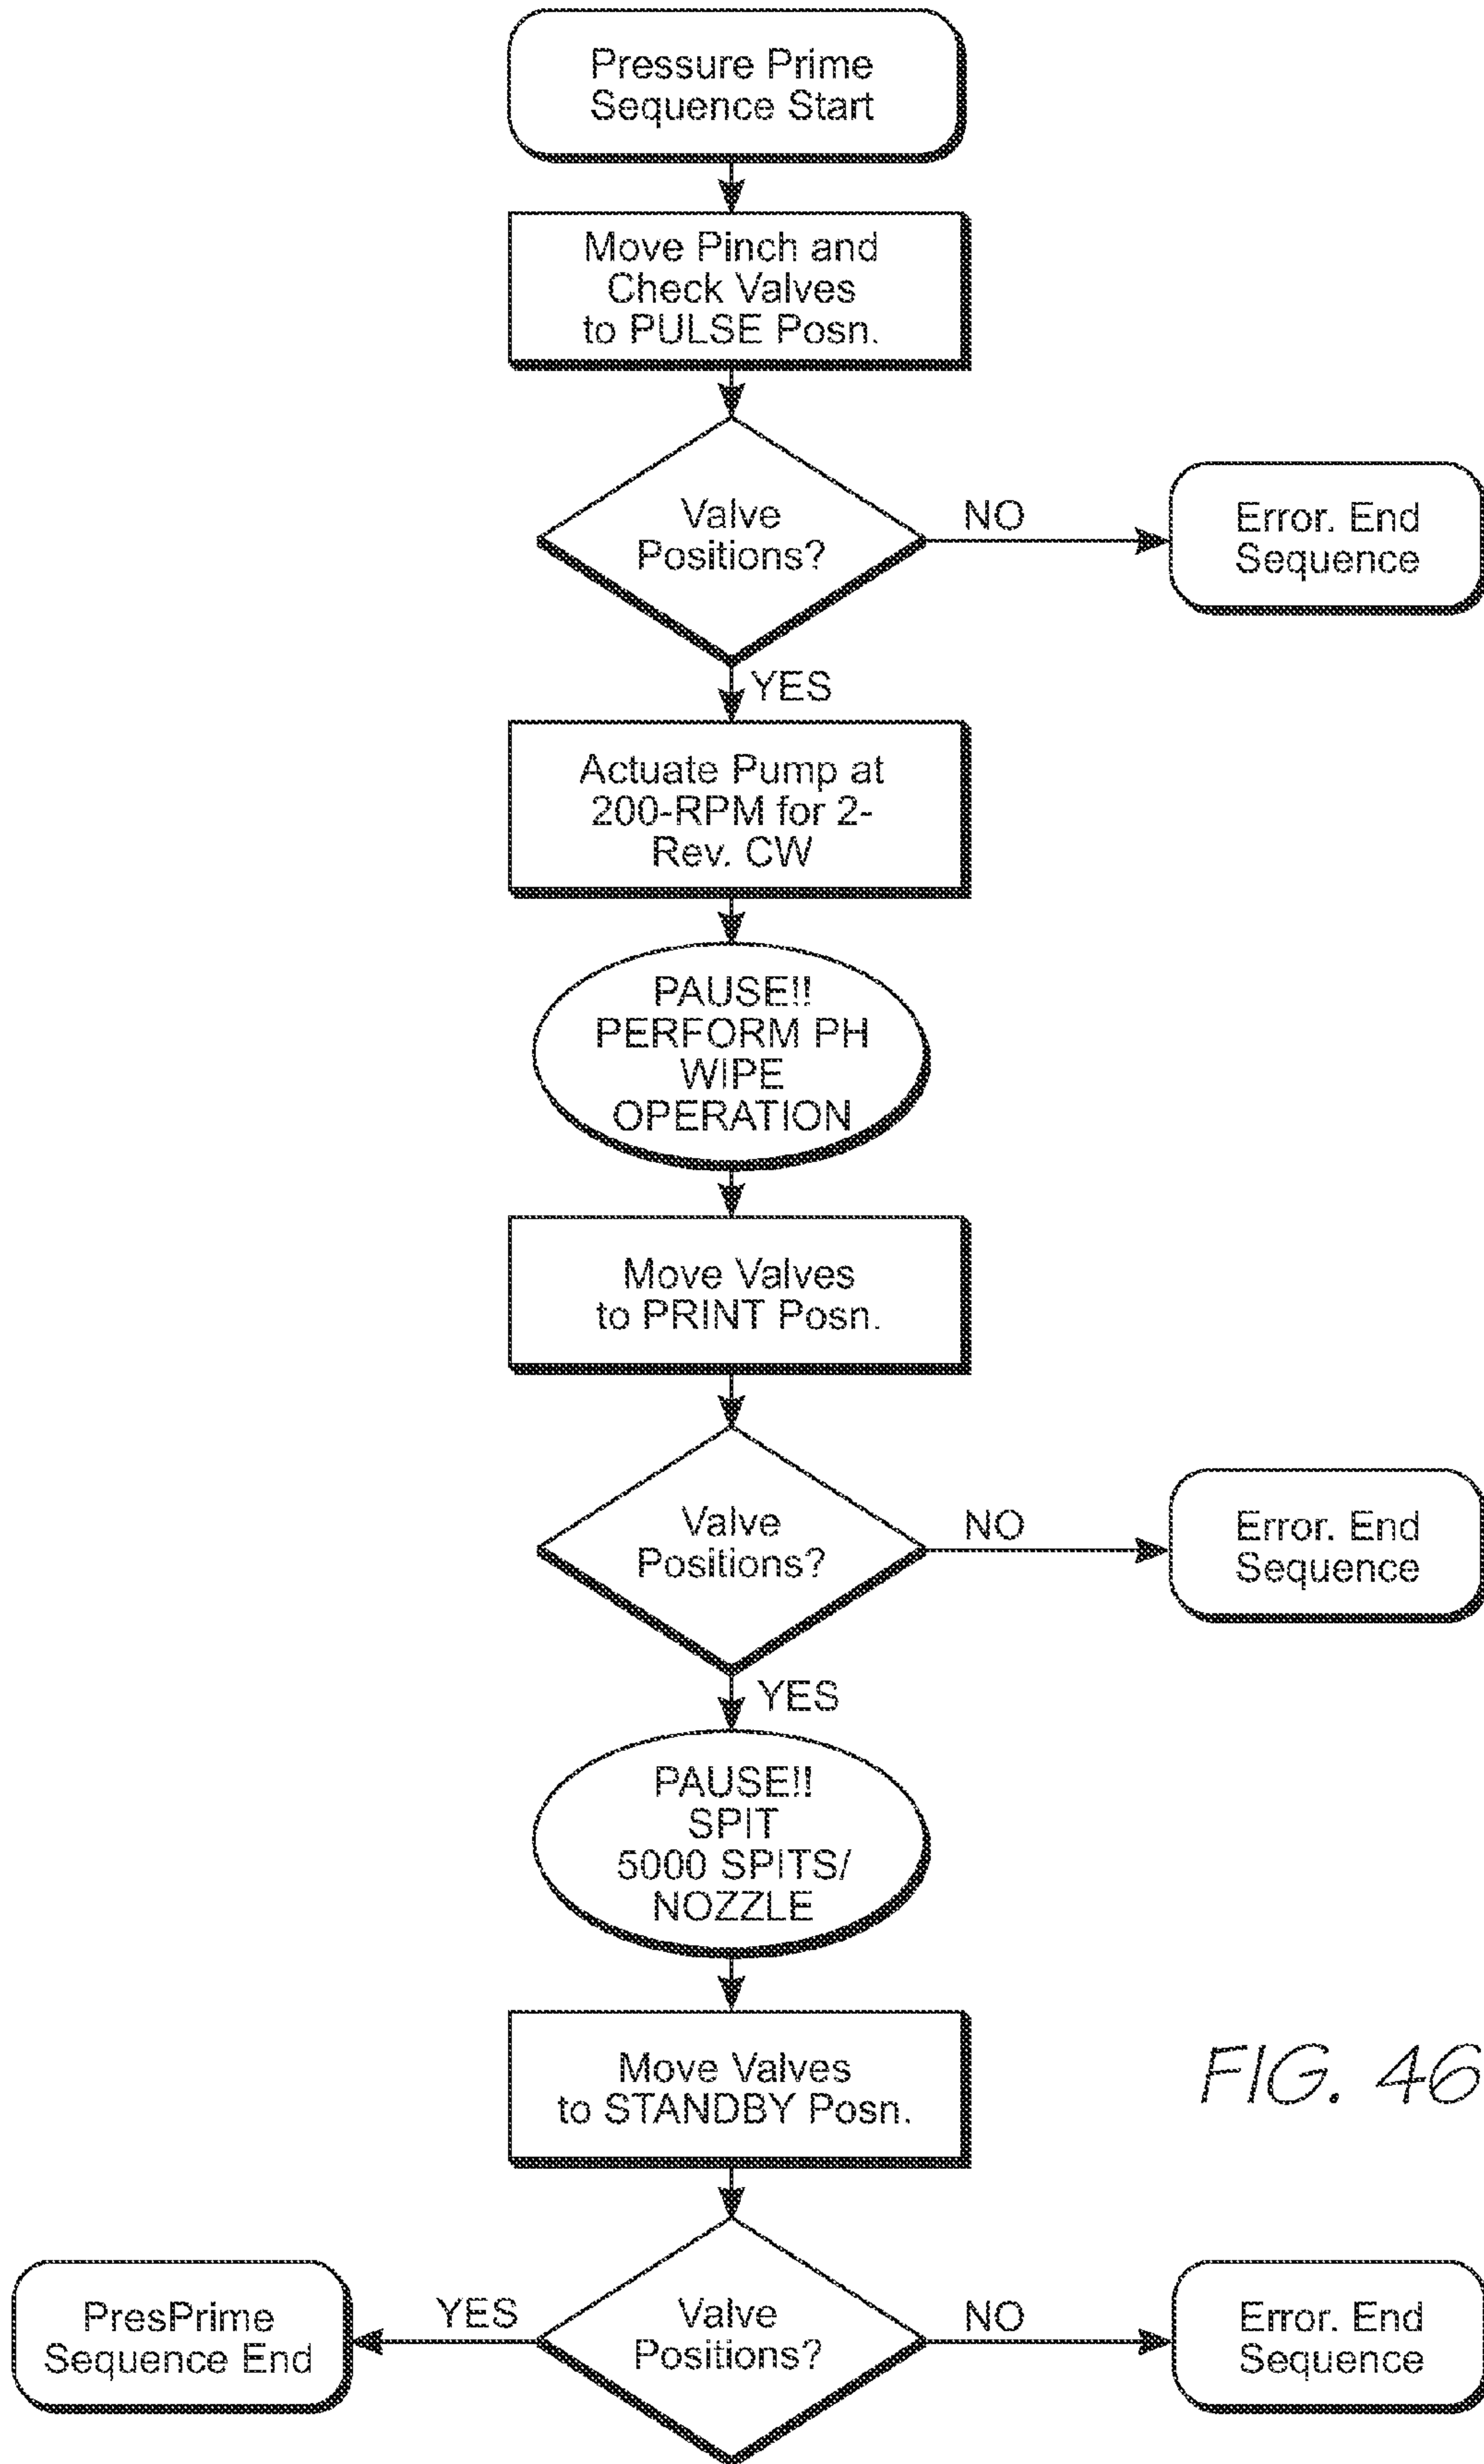 Pressure Prime
Sequence Start
Move Pinch and
Check Valves
to PULSE Posn.
Valve
Positions?
NO
Error. End
Sequence
YES
Actuate Pump at
200-RPM for 2-
Rev. CW
PAUSE!!
PERFORM PH
WIPE
OPERATION
Move Valves
to PRINT Posn.
Valve
Positions?
NO
Error. End
Sequence
YES
PAUSE!!
SPIT
5000 SPITS/
NOZZLE
Move Valves
to STANDBY Posn.
FIG. 46
PresPrime
Sequence End
YES
Valve
Positions?
NO
Error. End
Sequence